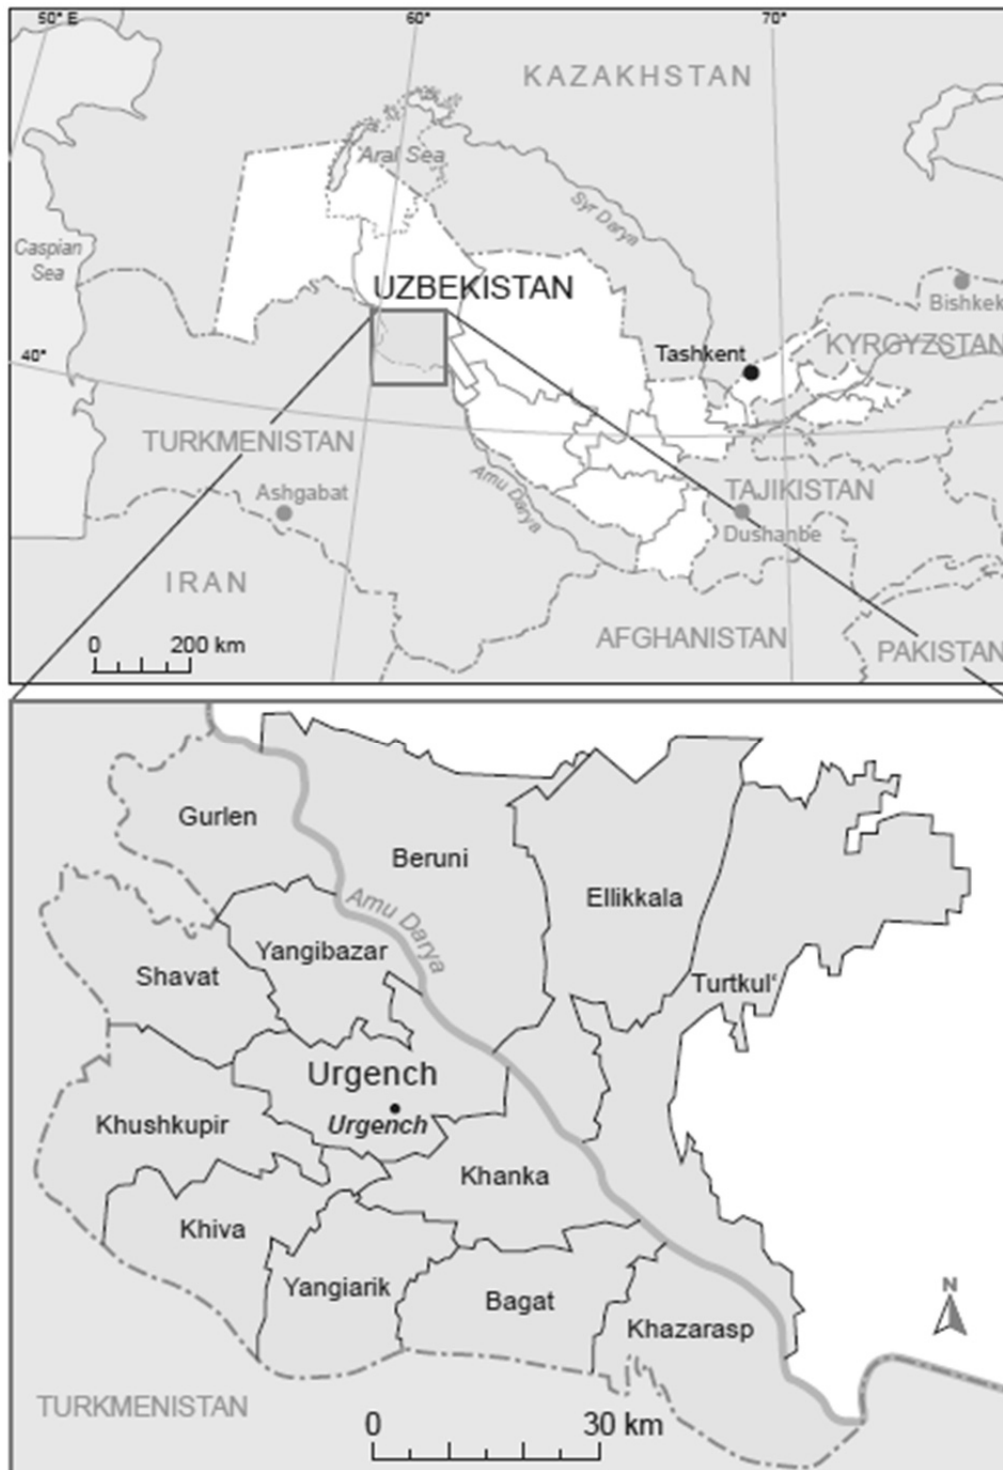 50° E
60°
70°
KAZAKHSTAN
Aral Sea
Syr Darya
Caspian
Sea
UZBEKISTAN
Bishkek
Tashkent
KYRGYZSTAN
40°
TURKMENISTAN
Ashgabat
Amu Darya
TAJIKISTAN
Dushanbe
IRAN
AFGHANISTAN
PAKISTAN
0 200 km
Gurlen
Beruni
Ellikkala
Amu Darya
Yangibazar
Shavat
Turtkul‘
Urgench
Urgench
Khushkupir
Khanka
Khiva
Yangiarik
Bagat
Khazarasp
N
TURKMENISTAN
0 30 km